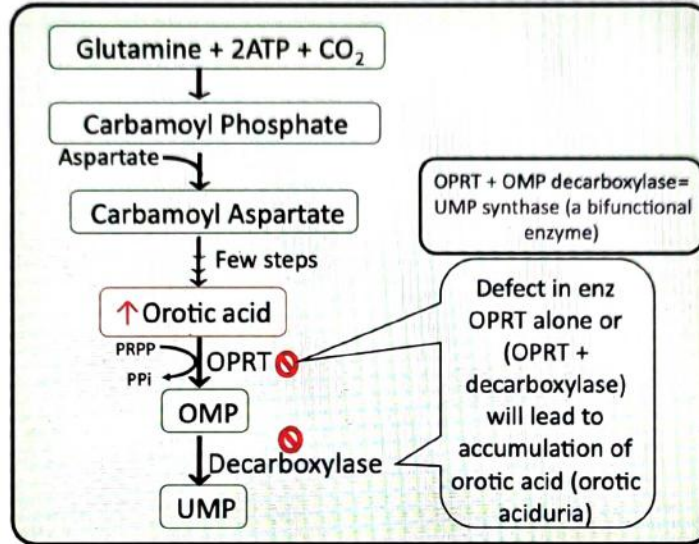 Glutamine + 2ATP + CO₂
Carbamoyl Phosphate
Aspartate
Carbamoyl Aspartate
Few steps
↑ Orotic acid
PRPP
PPi
OPRT
OMP
Decarboxylase
UMP
OPRT + OMP decarboxylase=
UMP synthase (a bifunctional
enzyme)
Defect in enz
OPRT alone or
(OPRT +
decarboxylase)
will lead to
accumulation of
orotic acid (orotic
aciduria)